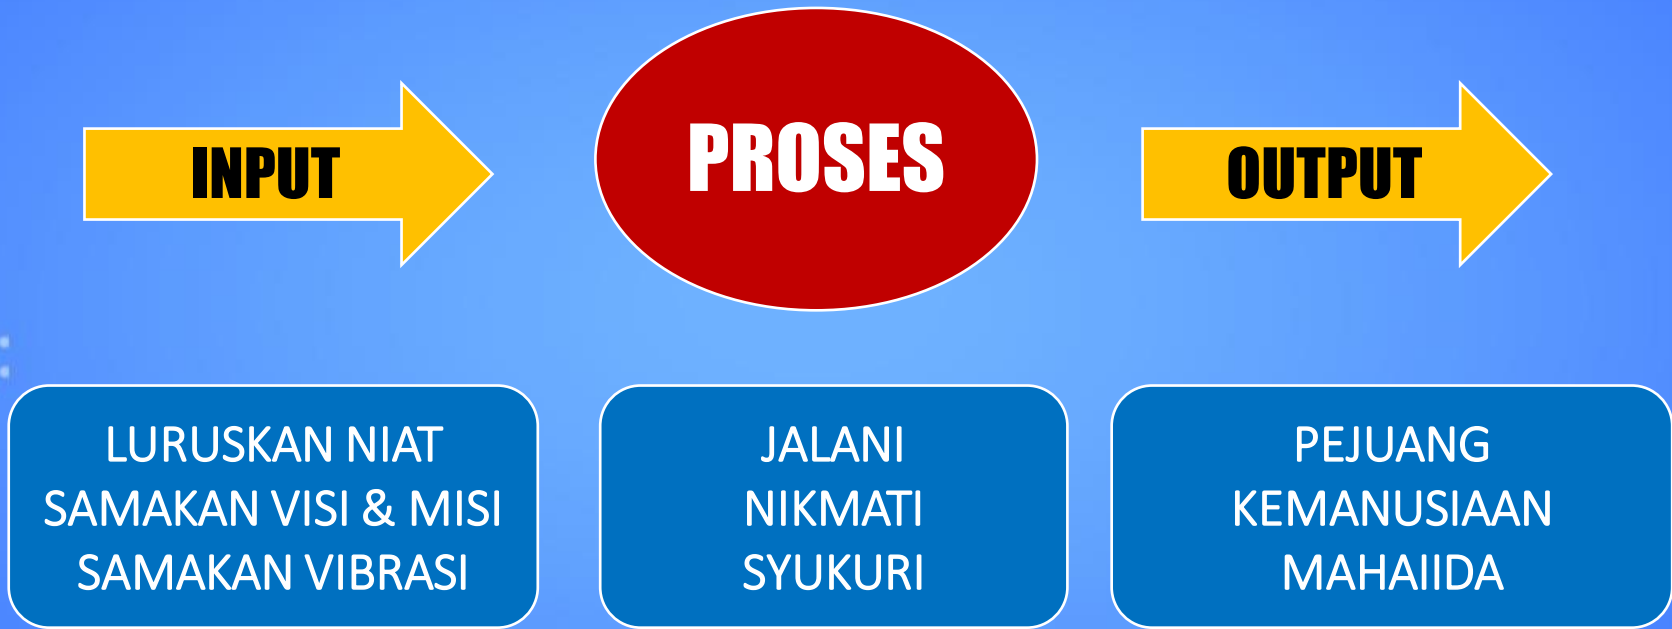 INPUT
PROSES
OUTPUT
LURUSKAN NIAT
SAMAKAN VISI & MISI
SAMAKAN VIBRASI
JALANI
NIKMATI
SYUKURI
PEJUANG
KEMANUSIAAN
MAHAIIDA